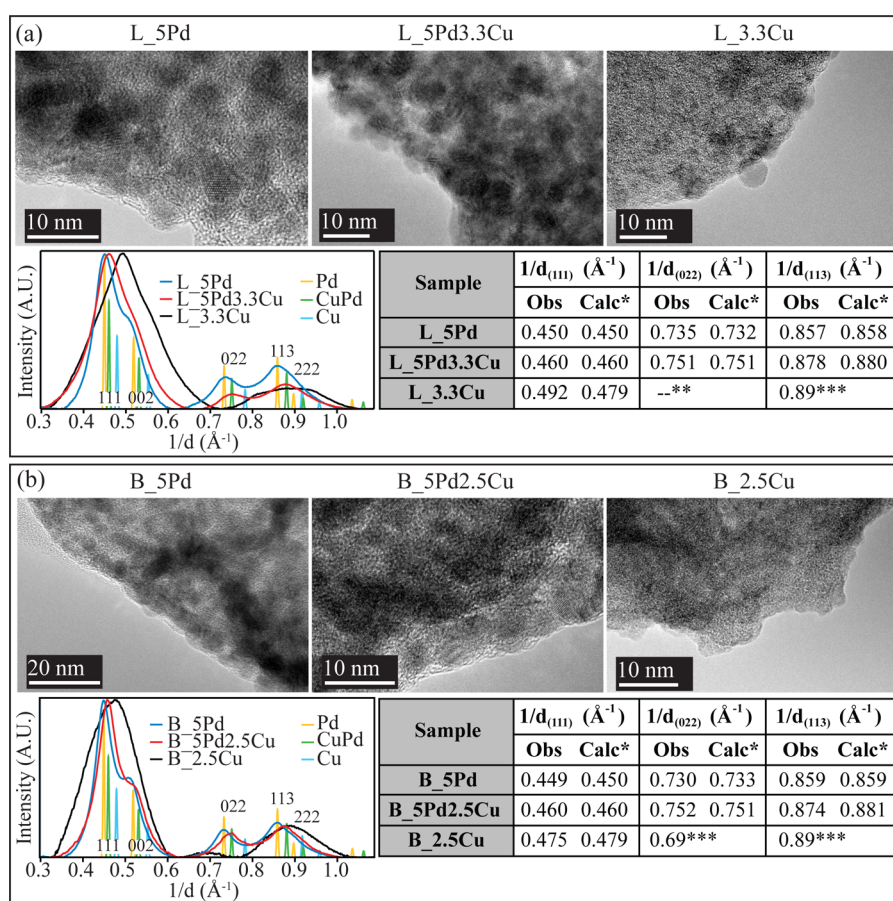 (a)
L_5Pd L_5Pd3.3Cu L_3.3Cu
10 nm 10 nm 10 nm
Intensity (A.U.)
L_5Pd Pd
L_5Pd3.3Cu CuPd
L_3.3Cu Cu
022 113
222
111 002
0.3 0.4 0.5 0.6 0.7 0.8 0.9 1.0
1/d (Å⁻¹)
Sample 1/d(111) (Å⁻¹) 1/d(022) (Å⁻¹) 1/d(113) (Å⁻¹)
Obs Calc* Obs Calc* Obs Calc*
L_5Pd 0.450 0.450 0.735 0.732 0.857 0.858
L_5Pd3.3Cu 0.460 0.460 0.751 0.751 0.878 0.880
L_3.3Cu 0.492 0.479 --** 0.89***
(b)
B_5Pd B_5Pd2.5Cu B_2.5Cu
20 nm 10 nm 10 nm
Intensity (A.U.)
B_5Pd Pd
B_5Pd2.5Cu CuPd
B_2.5Cu Cu
022 113
222
111 002
0.3 0.4 0.5 0.6 0.7 0.8 0.9 1.0
1/d (Å⁻¹)
Sample 1/d(111) (Å⁻¹) 1/d(022) (Å⁻¹) 1/d(113) (Å⁻¹)
Obs Calc* Obs Calc* Obs Calc*
B_5Pd 0.449 0.450 0.730 0.733 0.859 0.859
B_5Pd2.5Cu 0.460 0.460 0.752 0.751 0.874 0.881
B_2.5Cu 0.475 0.479 0.69*** 0.89***